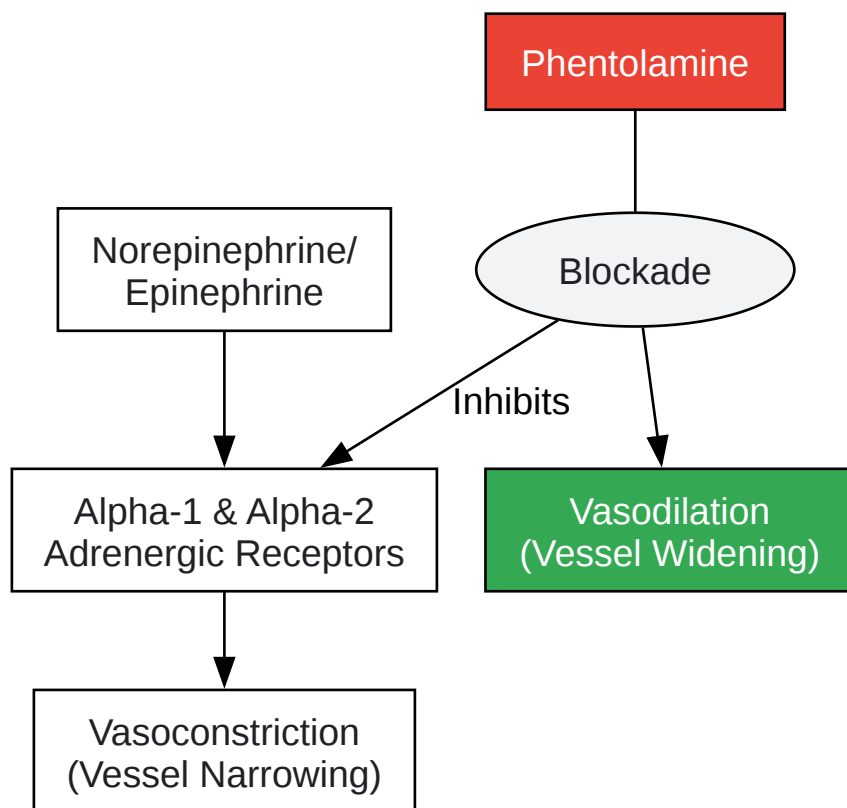 Phentolamine
Norepinephrine/
Epinephrine
Blockade
Inhibits
Alpha-1 & Alpha-2
Adrenergic Receptors
Vasodilation
(Vessel Widening)
Vasoconstriction
(Vessel Narrowing)